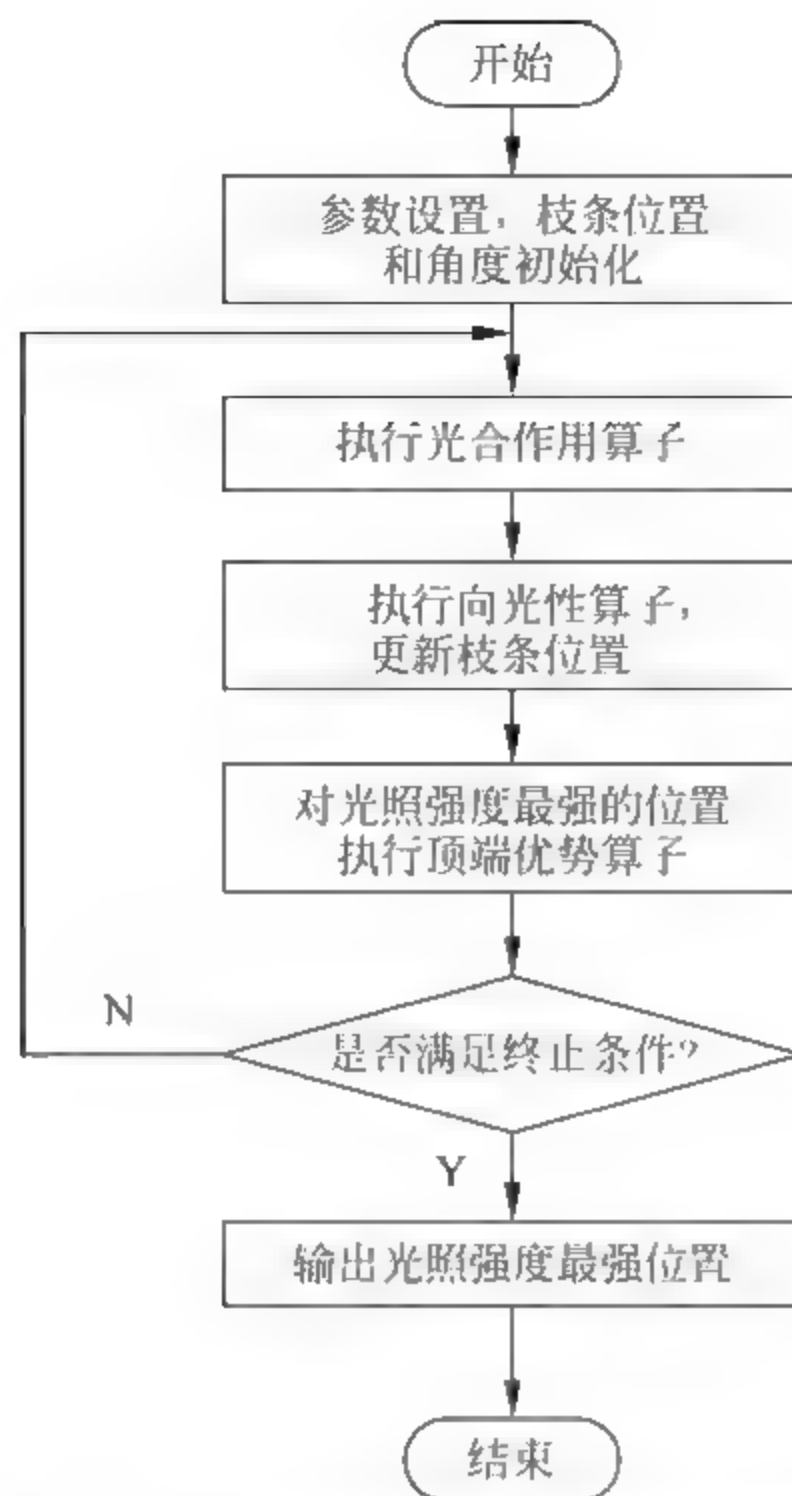 开始
参数设置，枝条位置
和角度初始化
执行光合作用算子
执行向光性算子，
更新枝条位置
对光照强度最强的位置
执行顶端优势算子
N
是否满足终止条件?
Y
输出光照强度最强位置
结束